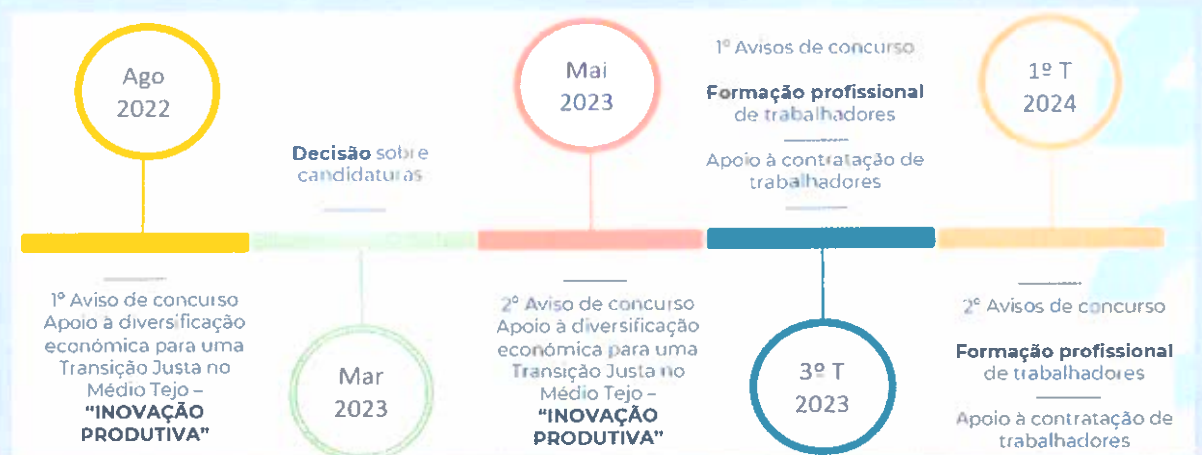 Ago
2022
1º Aviso de concurso
Apoio à diversificação
económica para uma
Transição Justa no
Médio Tejo –
"INOVAÇÃO
PRODUTIVA"
Decisão sobre
candidaturas
Mar
2023
Mai
2023
2º Aviso de concurso
Apoio à diversificação
económica para uma
Transição Justa no
Médio Tejo –
"INOVAÇÃO
PRODUTIVA"
1º Avisos de concurso
Formação profissional
de trabalhadores
Apoio à contratação de
trabalhadores
3º T
2023
1º T
2024
2º Avisos de concurso
Formação profissional
de trabalhadores
Apoio à contratação de
trabalhadores